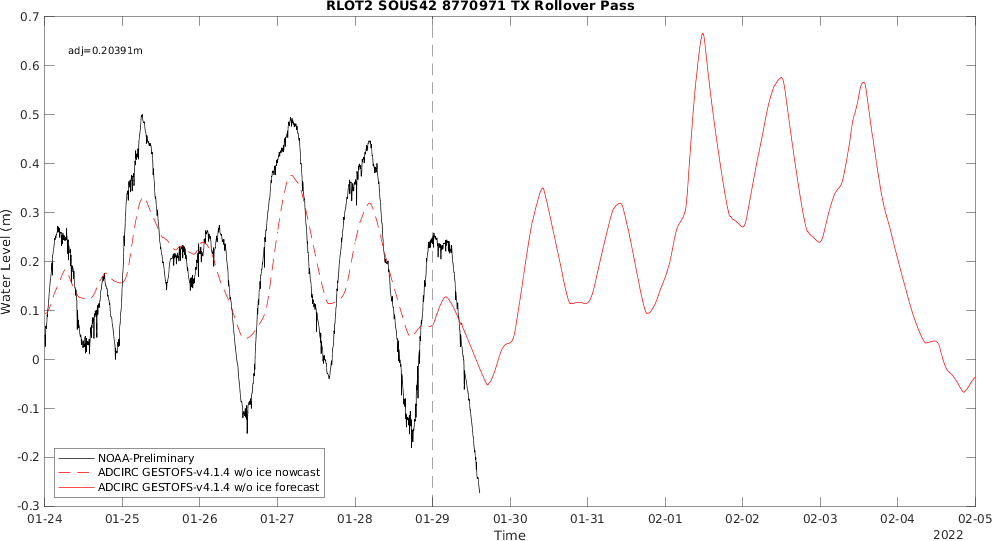 RLOT2 SOUS42 8770971 TX Rollover Pass
adj=0.20391m
Water Level (m)
0.7
0.6
0.5
0.4
0.3
0.2
0.1
0
-0.1
-0.2
-0.3
NOAA-Preliminary
ADCIRC GESTOFS-v4.1.4 w/o ice nowcast
ADCIRC GESTOFS-v4.1.4 w/o ice forecast
01-24 01-25 01-26 01-27 01-28 01-29 01-30 01-31 02-01 02-02 02-03 02-04 02-05
Time
2022